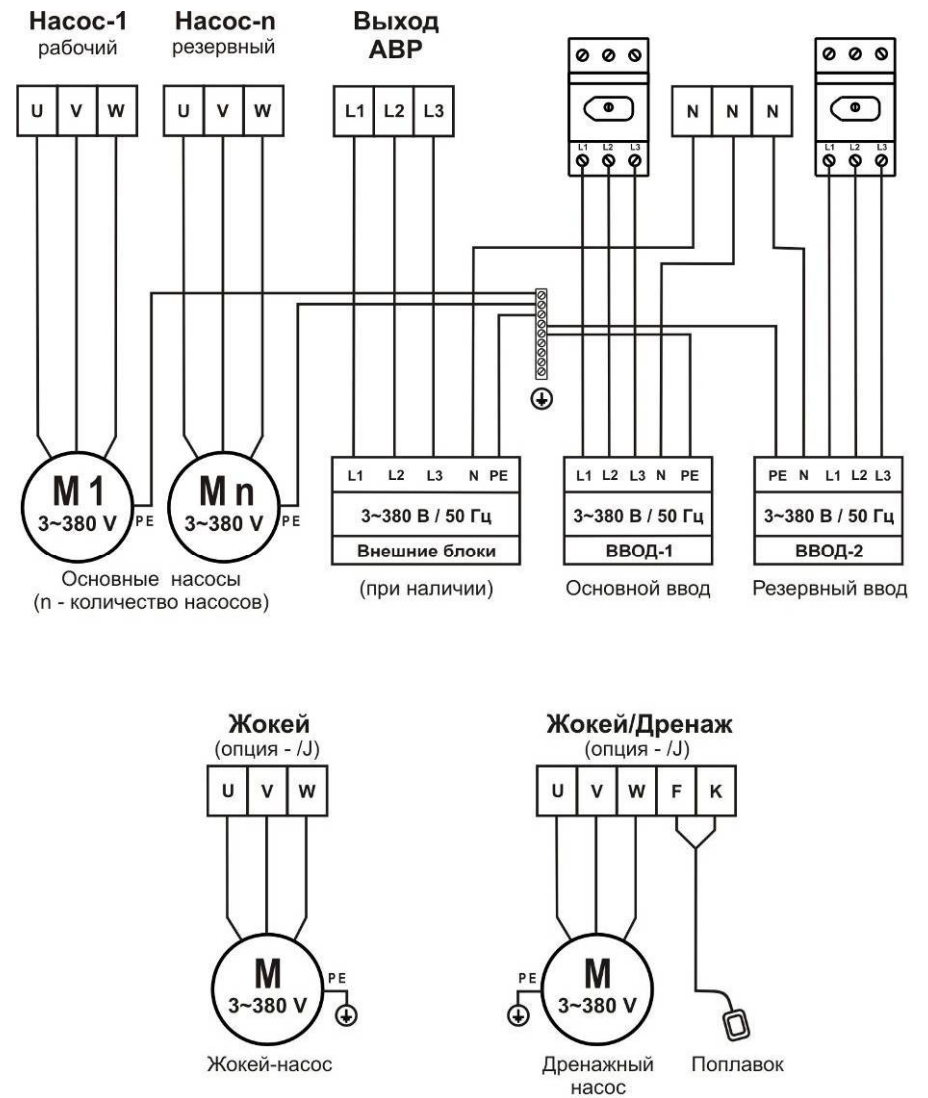 Насос-1
рабочий
Насос-n
резервный
Выход
АВР
U V W
U V W
L1 L2 L3
N N N
L1 L2 L3
L1 L2 L3
М 1
3~380 V
PE
М n
3~380 V
PE
L1 L2 L3 N PE
3~380 В / 50 Гц
Внешние блоки
L1 L2 L3 N PE
3~380 В / 50 Гц
ВВОД-1
PE N L1 L2 L3
3~380 В / 50 Гц
ВВОД-2
Основные насосы
(n - количество насосов)
(при наличии)
Основной ввод
Резервный ввод
Жокей
(опция - /J)
U V W
М
3~380 V
PE
Жокей-насос
Жокей/Дренаж
(опция - /J)
U V W F K
PE
М
3~380 V
Дренажный
насос
Поплавок